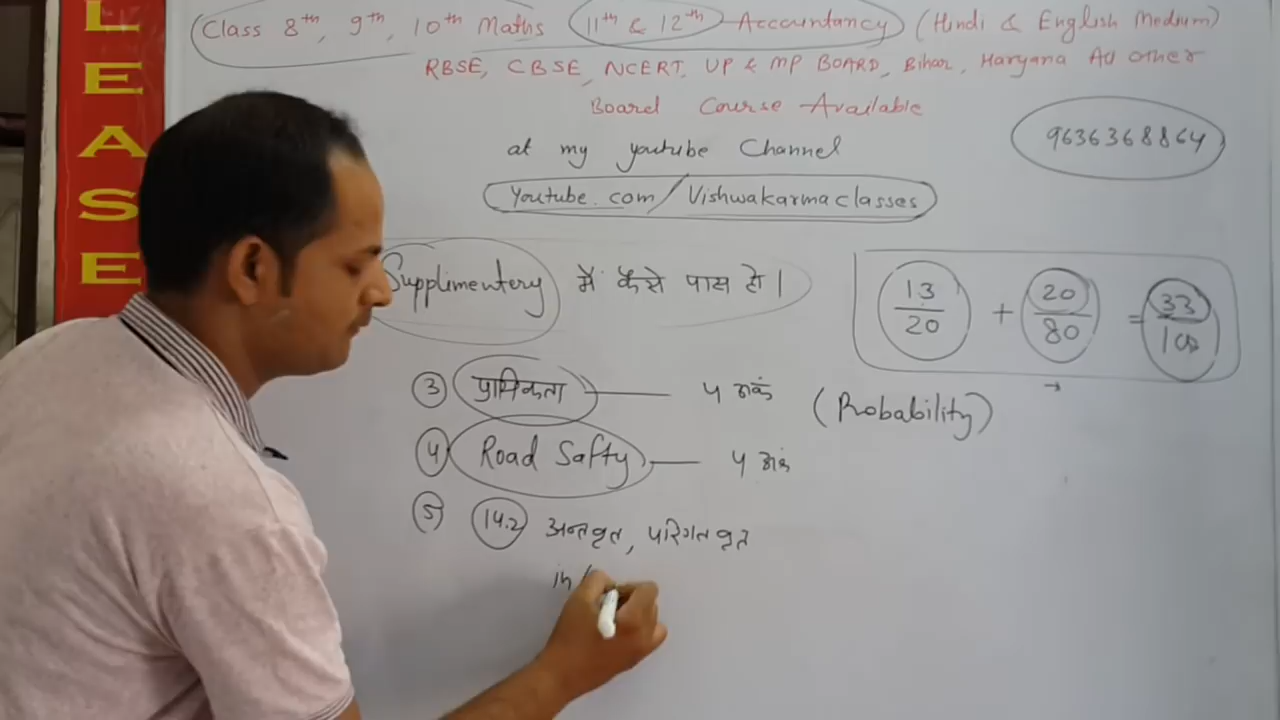 LEASE
Class 8th, 9th, 10th Maths 11th & 12th Accountancy (Hindi & English Medium)
RBSE, CBSE, NCERT, UP & MP BOARD, Bihar, Haryana All other
Board Course Available
at my youtube Channel
9636368864
Youtube.com/Vishwakarmaclasses
Supplimentery में कैसे पास हो।
13/20 + 20/80 = 33/100
③ प्रायिकता — 4 अंक (Probability)
④ Road Safty — 4 अंक
⑤ 14.2 अन्तवृत, परिगतवृत
in